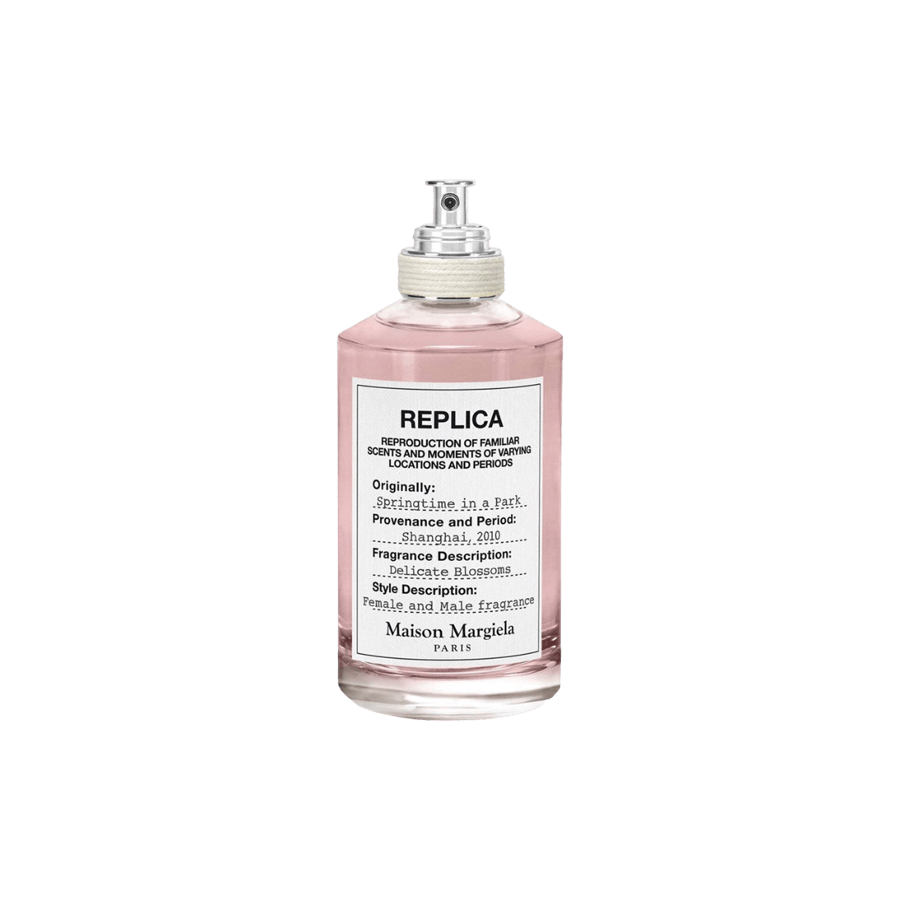 REPLICA
REPRODUCTION OF FAMILIAR
SCENTS AND MOMENTS OF VARYING
LOCATIONS AND PERIODS
Originally:
Springtime in a Park
Provenance and Period:
Shanghai, 2010
Fragrance Description:
Delicate Blossoms
Style Description:
Female and Male fragrance
Maison Margiela
PARIS